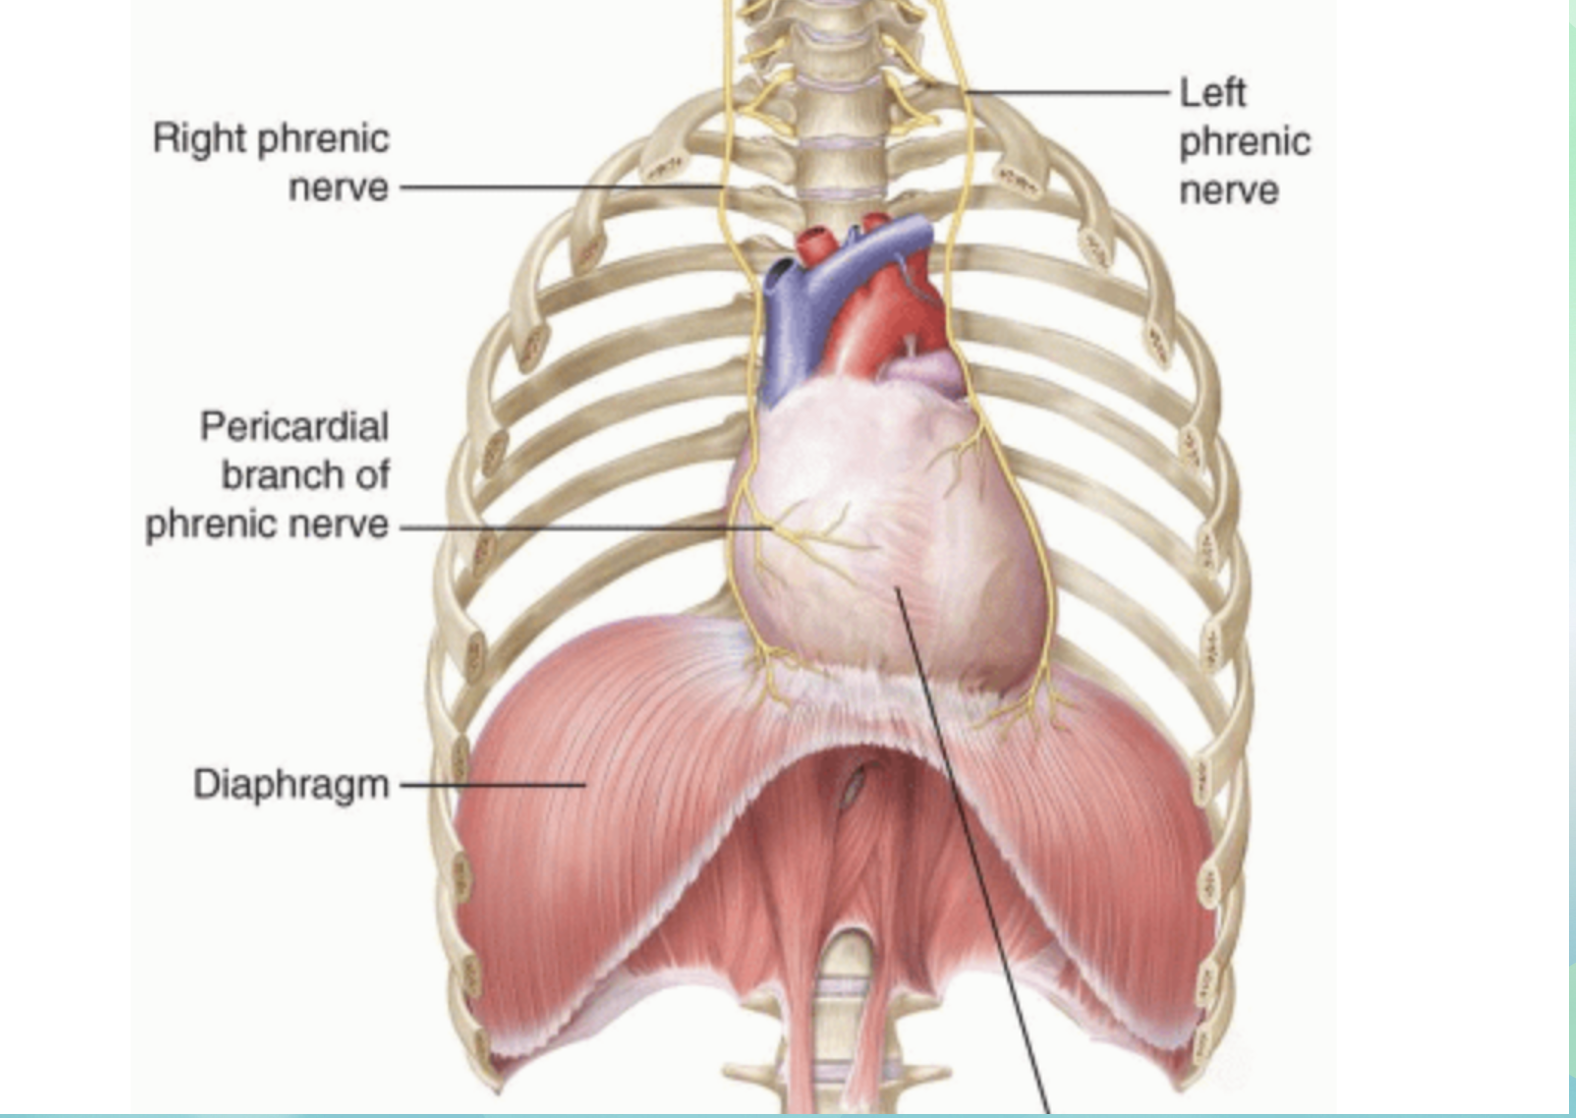 Left
phrenic
nerve
Right phrenic
nerve
Pericardial
branch of
phrenic nerve
Diaphragm